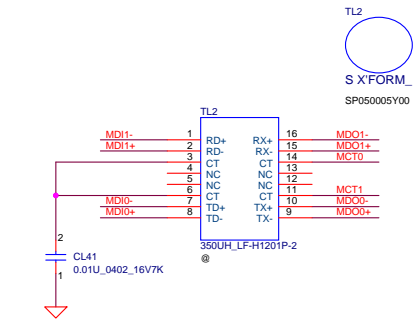 TL2
S X'FORM_
SP050005Y00
TL2
MDI1- 1 RD+ RX+ 16 MDO1-
MDI1+ 2 RD- RX- 15 MDO1+
3 CT CT 14 MCT0
4 NC NC 13
5 NC NC 12
6 CT CT 11 MCT1
MDI0- 7 TD+ TX+ 10 MDO0-
MDI0+ 8 TD- TX- 9 MDO0+
350UH_LF-H1201P-2
@
2
CL41
0.01U_0402_16V7K
1